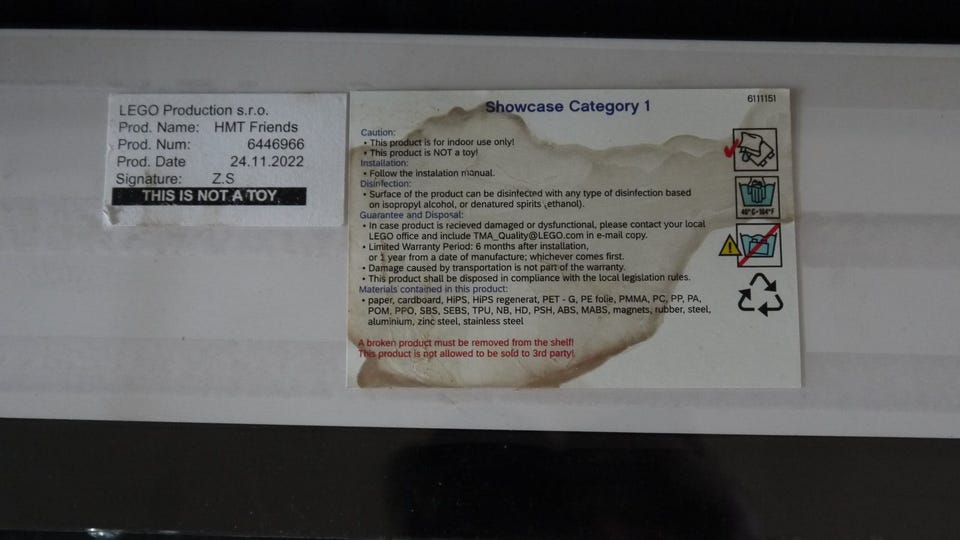 LEGO Production s.r.o.
Prod. Name: HMT Friends
Prod. Num: 6446966
Prod. Date 24.11.2022
Signature: Z.S
THIS IS NOT A TOY
Showcase Category 1
6111151
Caution:
• This product is for indoor use only!
• This product is NOT a toy!
Installation:
• Follow the instalation manual.
Disinfection:
• Surface of the product can be disinfected with any type of disinfection based
on isopropyl alcohol, or denatured spirits (ethanol).
Guarantee and Disposal:
• In case product is recieved damaged or dysfunctional, please contact your local
LEGO office and include TMA_Quality@LEGO.com in e-mail copy.
• Limited Warranty Period: 6 months after installation,
or 1 year from a date of manufacture; whichever comes first.
• Damage caused by transportation is not part of the warranty.
• This product shall be disposed in compliance with the local legislation rules.
Materials contained in this product:
• paper, cardboard, HiPS, HiPS regenerat, PET - G, PE folie, PMMA, PC, PP, PA,
POM, PPO, SBS, SEBS, TPU, NB, HD, PSH, ABS, MABS, magnets, rubber, steel,
aluminium, zinc steel, stainless steel
A broken product must be removed from the shelf!
This product is not allowed to be sold to 3rd party!
40°C-104°F